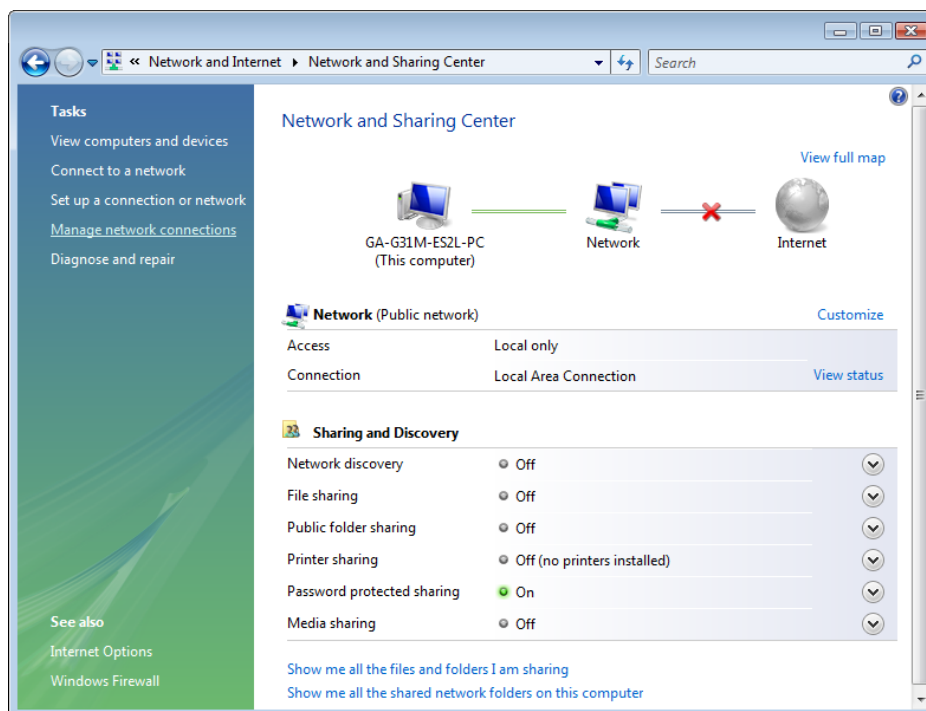 « Network and Internet ▸ Network and Sharing Center
Search
Tasks
View computers and devices
Connect to a network
Set up a connection or network
Manage network connections
Diagnose and repair
See also
Internet Options
Windows Firewall
Network and Sharing Center
View full map
GA-G31M-ES2L-PC
(This computer)
Network
Internet
Network (Public network)
Customize
Access
Local only
Connection
Local Area Connection
View status
Sharing and Discovery
Network discovery
Off
File sharing
Off
Public folder sharing
Off
Printer sharing
Off (no printers installed)
Password protected sharing
On
Media sharing
Off
Show me all the files and folders I am sharing
Show me all the shared network folders on this computer